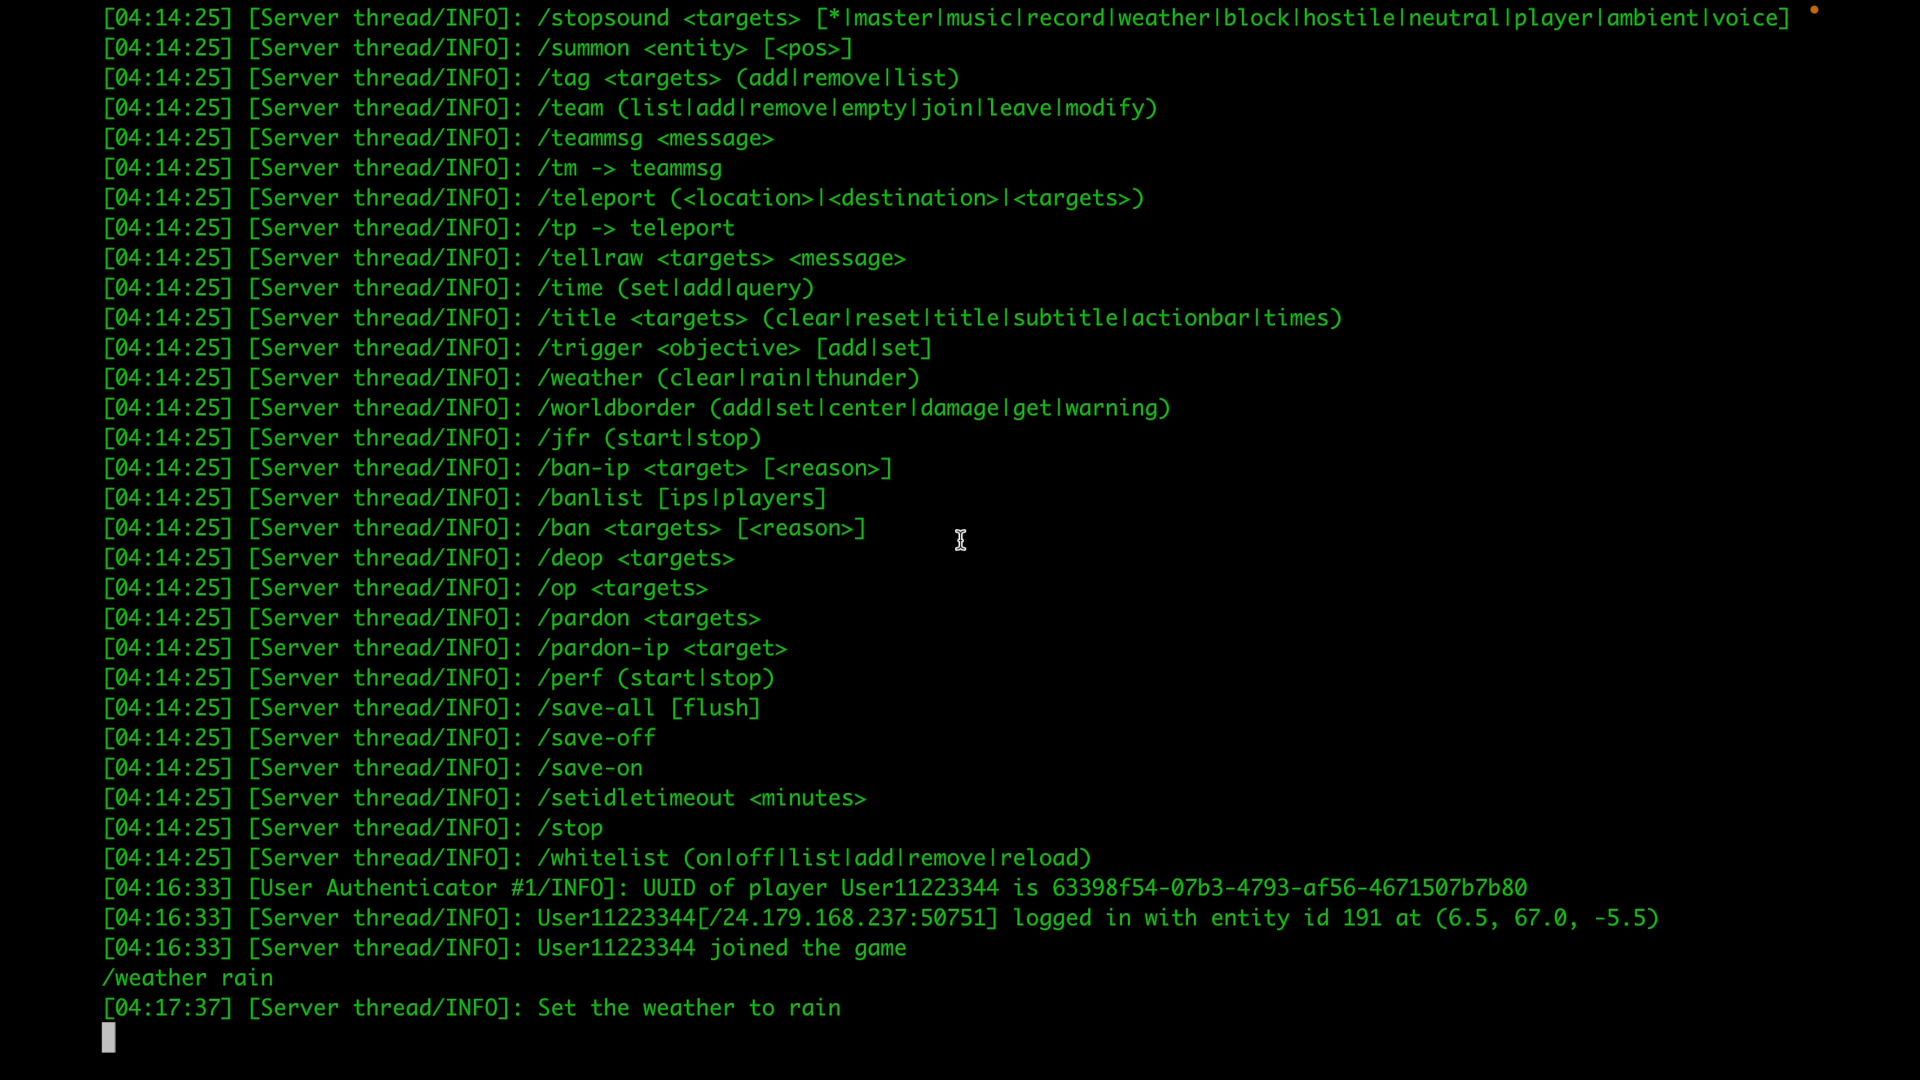 [04:14:25] [Server thread/INFO]: /stopsound <targets> [*|master|music|record|weather|block|hostile|neutral|player|ambient|voice]
[04:14:25] [Server thread/INFO]: /summon <entity> [<pos>]
[04:14:25] [Server thread/INFO]: /tag <targets> (add|remove|list)
[04:14:25] [Server thread/INFO]: /team (list|add|remove|empty|join|leave|modify)
[04:14:25] [Server thread/INFO]: /teammsg <message>
[04:14:25] [Server thread/INFO]: /tm -> teammsg
[04:14:25] [Server thread/INFO]: /teleport (<location>|<destination>|<targets>)
[04:14:25] [Server thread/INFO]: /tp -> teleport
[04:14:25] [Server thread/INFO]: /tellraw <targets> <message>
[04:14:25] [Server thread/INFO]: /time (set|add|query)
[04:14:25] [Server thread/INFO]: /title <targets> (clear|reset|title|subtitle|actionbar|times)
[04:14:25] [Server thread/INFO]: /trigger <objective> [add|set]
[04:14:25] [Server thread/INFO]: /weather (clear|rain|thunder)
[04:14:25] [Server thread/INFO]: /worldborder (add|set|center|damage|get|warning)
[04:14:25] [Server thread/INFO]: /jfr (start|stop)
[04:14:25] [Server thread/INFO]: /ban-ip <target> [<reason>]
[04:14:25] [Server thread/INFO]: /banlist [ips|players]
[04:14:25] [Server thread/INFO]: /ban <targets> [<reason>]
[04:14:25] [Server thread/INFO]: /deop <targets>
[04:14:25] [Server thread/INFO]: /op <targets>
[04:14:25] [Server thread/INFO]: /pardon <targets>
[04:14:25] [Server thread/INFO]: /pardon-ip <target>
[04:14:25] [Server thread/INFO]: /perf (start|stop)
[04:14:25] [Server thread/INFO]: /save-all [flush]
[04:14:25] [Server thread/INFO]: /save-off
[04:14:25] [Server thread/INFO]: /save-on
[04:14:25] [Server thread/INFO]: /setidletimeout <minutes>
[04:14:25] [Server thread/INFO]: /stop
[04:14:25] [Server thread/INFO]: /whitelist (on|off|list|add|remove|reload)
[04:16:33] [User Authenticator #1/INFO]: UUID of player User11223344 is 63398f54-07b3-4793-af56-4671507b7b80
[04:16:33] [Server thread/INFO]: User11223344[/24.179.168.237:50751] logged in with entity id 191 at (6.5, 67.0, -5.5)
[04:16:33] [Server thread/INFO]: User11223344 joined the game
/weather rain
[04:17:37] [Server thread/INFO]: Set the weather to rain